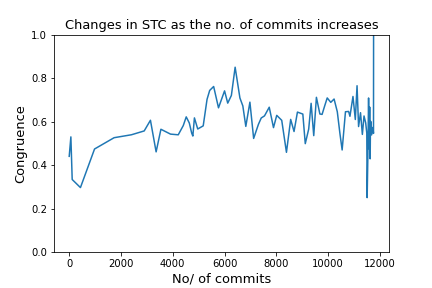 Changes in STC as the no. of commits increases
1.0
0.8
0.6
0.4
0.2
0.0
Congruence
0 2000 4000 6000 8000 10000 12000
No/ of commits